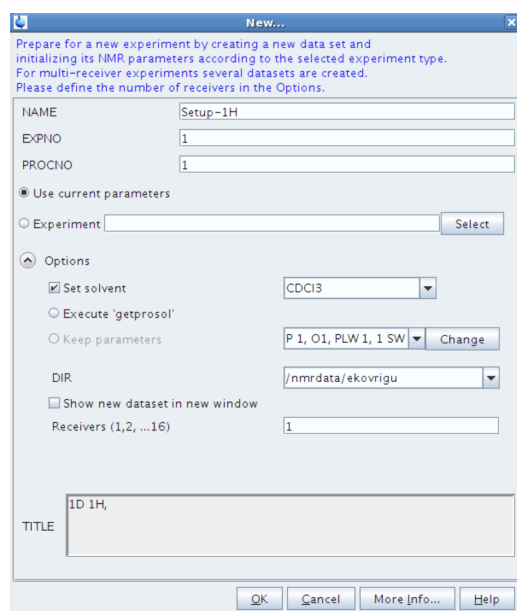 New...
Prepare for a new experiment by creating a new data set and
initializing its NMR parameters according to the selected experiment type.
For multi-receiver experiments several datasets are created.
Please define the number of receivers in the Options.
NAME Setup-1H
EXPNO 1
PROCNO 1
Use current parameters
Experiment Select
Options
Set solvent CDCl3
Execute 'getprosol'
Keep parameters P 1, O1, PLW 1, 1 SW Change
DIR /nmrdata/ekovrigu
Show new dataset in new window
Receivers (1,2, ...16) 1
TITLE 1D 1H,
OK Cancel More Info... Help